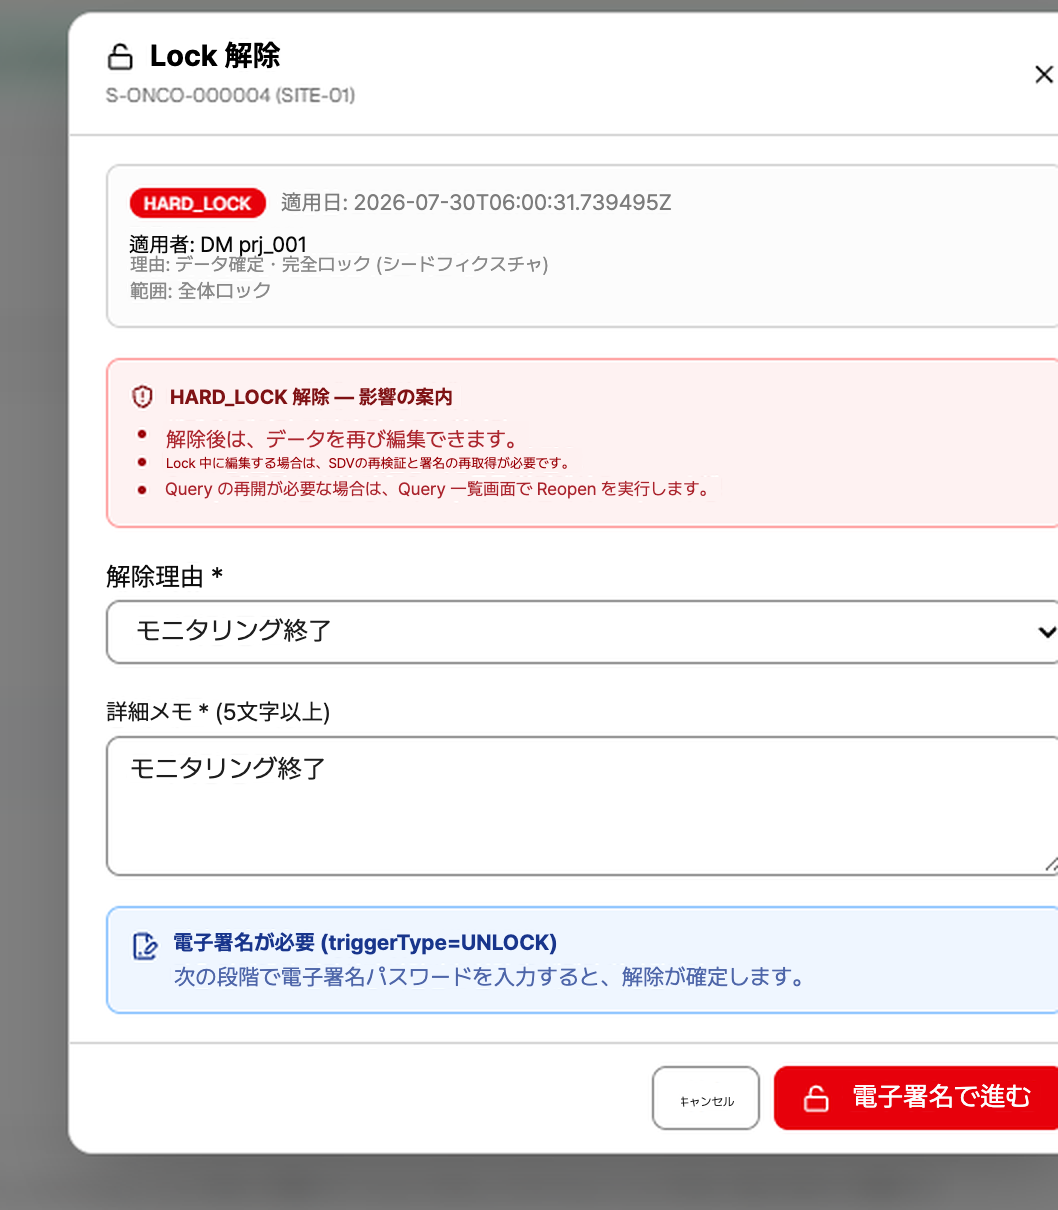 Lock 解除
S-ONCO-000004 (SITE-01)
HARD_LOCK 適用日: 2026-07-30T06:00:31.739495Z
適用者: DM prj_001
理由: データ確定・完全ロック (シードフィクスチャ)
範囲: 全体ロック
HARD_LOCK 解除 — 影響の案内
解除後は、データを再び編集できます。
Lock 中に編集する場合は、SDVの再検証と署名の再取得が必要です。
Query の再開が必要な場合は、Query 一覧画面で Reopen を実行します。
解除理由 *
モニタリング終了
詳細メモ * (5文字以上)
モニタリング終了
電子署名が必要 (triggerType=UNLOCK)
次の段階で電子署名パスワードを入力すると、解除が確定します。
キャンセル
電子署名で進む